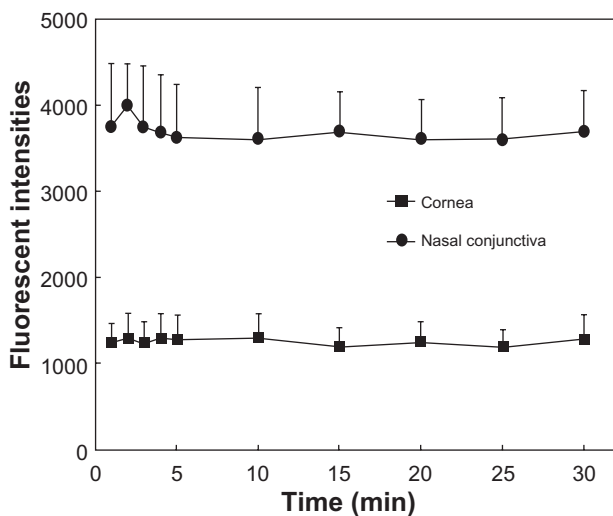 5000
4000
3000
2000
1000
0
Fluorescent intensities
Cornea
Nasal conjunctiva
0 5 10 15 20 25 30
Time (min)